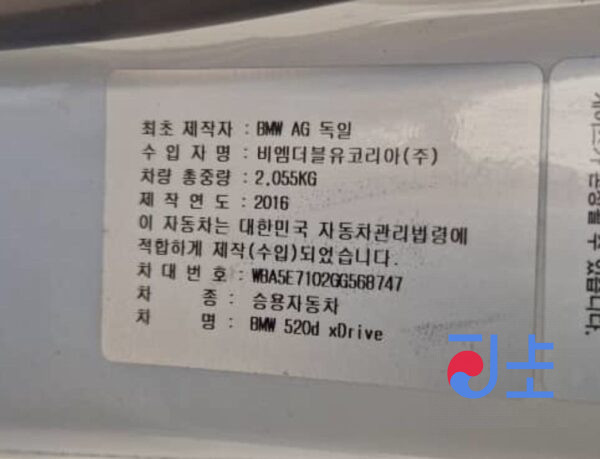 최초 제작자 : BMW AG 독일
수 입 자 명 : 비엠더블유코리아(주)
차량 총중량 : 2,055KG
제 작 연 도 : 2016
이 자동차는 대한민국 자동차관리법령에
적합하게 제작(수입)되었습니다.
차 대 번 호 : WBA5E7102GG568747
차 종 : 승용자동차
차 명 : BMW 520d xDrive